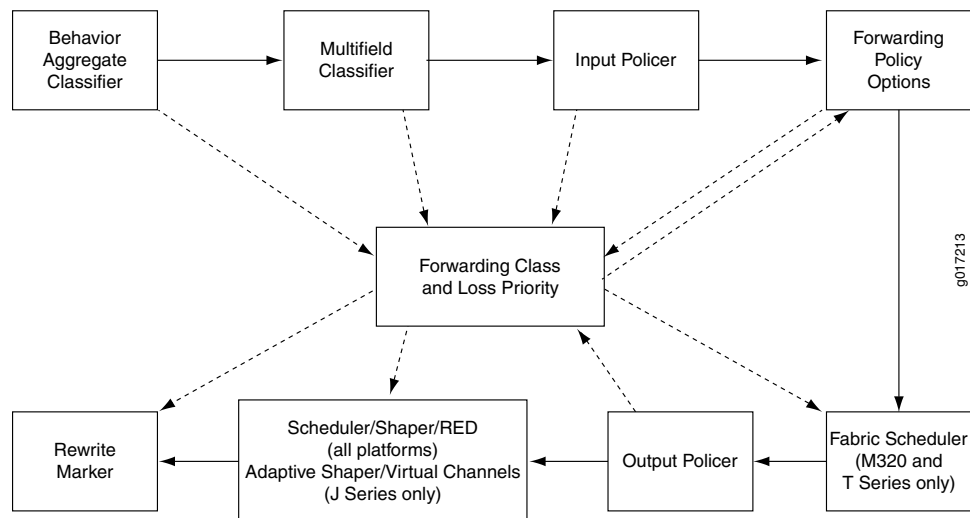 Behavior
Aggregate
Classifier
Multifield
Classifier
Input Policer
Forwarding
Policy
Options
Forwarding Class
and Loss Priority
g017213
Rewrite
Marker
Scheduler/Shaper/RED
(all platforms)
Adaptive Shaper/Virtual Channels
(J Series only)
Output Policer
Fabric Scheduler
(M320 and
T Series only)